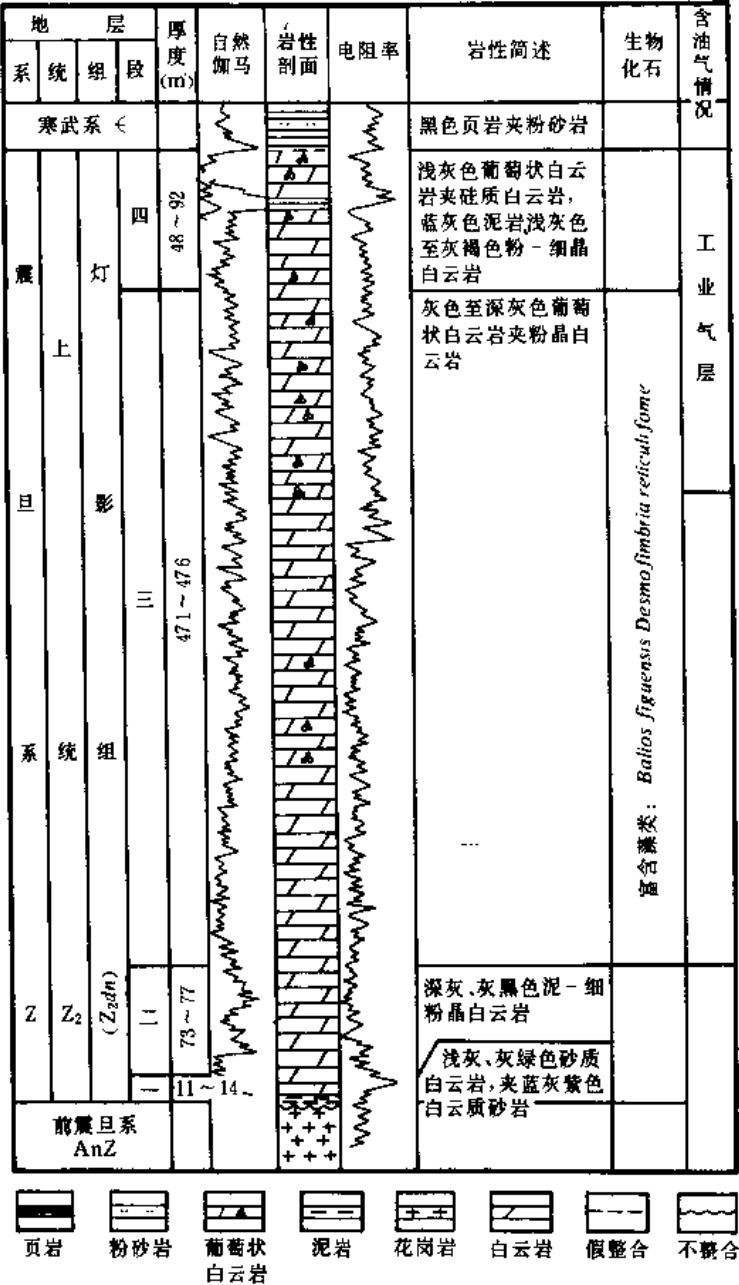 地 层
系 统 组 段
厚度(m)
自然伽马
岩性剖面
电阻率
岩性简述
生物化石
含油气情况
寒武系 ∈
黑色页岩夹粉砂岩
震旦系 Z
上统 Z₂
灯影组 (Z₂dn)
四
48~92
浅灰色葡萄状白云
岩夹硅质白云岩,
蓝灰色泥岩,浅灰色
至灰褐色粉-细晶
白云岩
工业气层
三
471~476
灰色至深灰色葡萄
状白云岩夹粉晶白
云岩
富含藻类: Balios figuensis Desmofimbria reticulifome
二
73~77
深灰、灰黑色泥-细
粉晶白云岩
一
11~14
浅灰、灰绿色砂质
白云岩,夹蓝灰紫色
白云质砂岩
前震旦系
AnZ
页岩
粉砂岩
葡萄状
白云岩
泥岩
花岗岩
白云岩
假整合
不整合